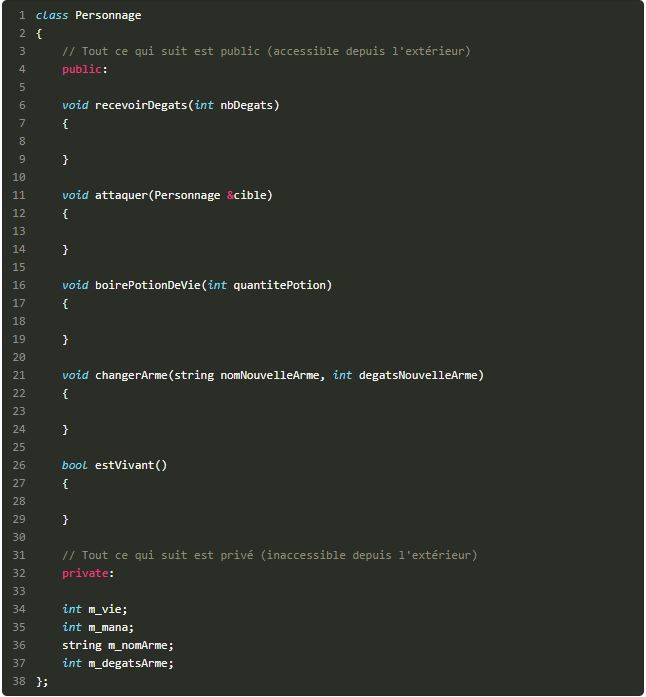 1 class Personnage
2 {
3 // Tout ce qui suit est public (accessible depuis l'extérieur)
4 public:
5
6 void recevoirDegats(int nbDegats)
7 {
8
9 }
10
11 void attaquer(Personnage &cible)
12 {
13
14 }
15
16 void boirePotionDeVie(int quantitePotion)
17 {
18
19 }
20
21 void changerArme(string nomNouvelleArme, int degatsNouvelleArme)
22 {
23
24 }
25
26 bool estVivant()
27 {
28
29 }
30
31 // Tout ce qui suit est privé (inaccessible depuis l'extérieur)
32 private:
33
34 int m_vie;
35 int m_mana;
36 string m_nomArme;
37 int m_degatsArme;
38 };